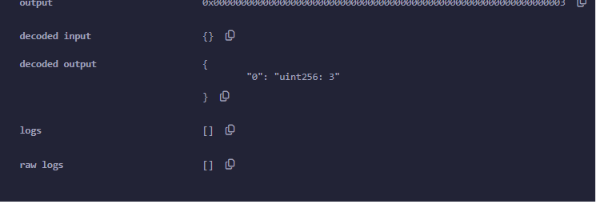 output 0x0000000000000000000000000000000000000000000000000000000000000003
decoded input {}
decoded output {
"0": "uint256: 3"
}
logs []
raw logs []